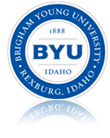 BRIGHAM YOUNG UNIVERSITY
1888
BYU
IDAHO
REXBURG, IDAHO